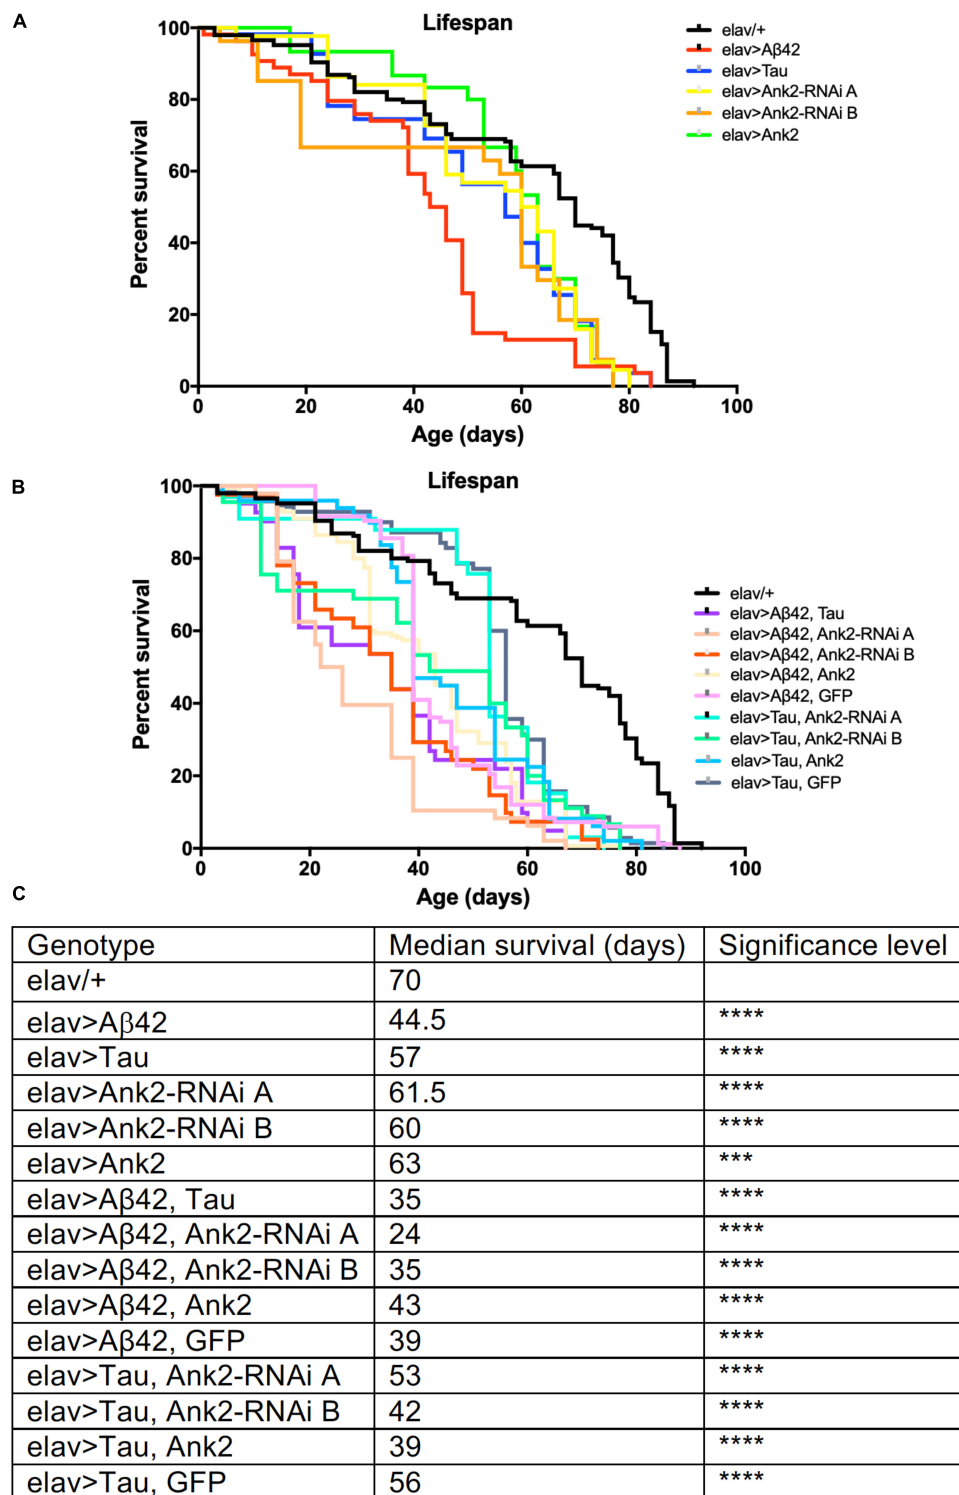 A
Lifespan
Percent survival
100
80
60
40
20
0
0 20 40 60 80 100
Age (days)
elav/+
elav>Aβ42
elav>Tau
elav>Ank2-RNAi A
elav>Ank2-RNAi B
elav>Ank2
B
Lifespan
Percent survival
100
80
60
40
20
0
0 20 40 60 80 100
Age (days)
elav/+
elav>Aβ42, Tau
elav>Aβ42, Ank2-RNAi A
elav>Aβ42, Ank2-RNAi B
elav>Aβ42, Ank2
elav>Aβ42, GFP
elav>Tau, Ank2-RNAi A
elav>Tau, Ank2-RNAi B
elav>Tau, Ank2
elav>Tau, GFP
C
Genotype Median survival (days) Significance level
elav/+ 70
elav>Aβ42 44.5 ****
elav>Tau 57 ****
elav>Ank2-RNAi A 61.5 ****
elav>Ank2-RNAi B 60 ****
elav>Ank2 63 ***
elav>Aβ42, Tau 35 ****
elav>Aβ42, Ank2-RNAi A 24 ****
elav>Aβ42, Ank2-RNAi B 35 ****
elav>Aβ42, Ank2 43 ****
elav>Aβ42, GFP 39 ****
elav>Tau, Ank2-RNAi A 53 ****
elav>Tau, Ank2-RNAi B 42 ****
elav>Tau, Ank2 39 ****
elav>Tau, GFP 56 ****